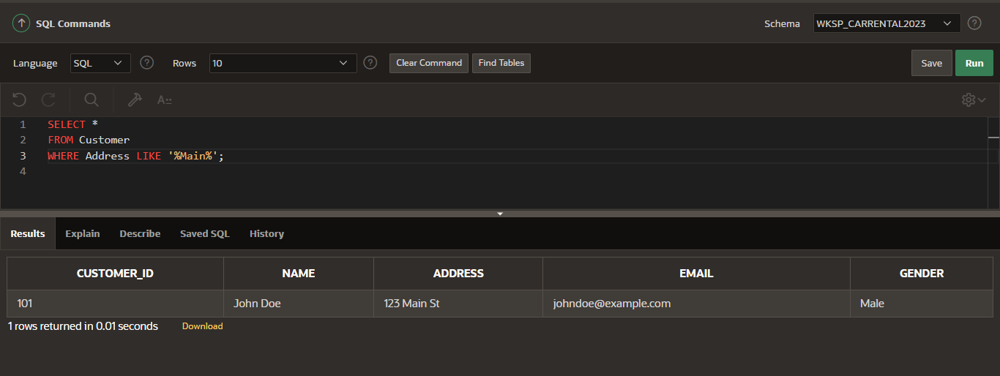 SQL Commands Schema WKSP_CARRENTAL2023 ?
Language SQL ? Rows 10 ? Clear Command Find Tables Save Run
A
1 SELECT *
2 FROM Customer
3 WHERE Address LIKE '%Main%';
4
Results Explain Describe Saved SQL History
CUSTOMER_ID NAME ADDRESS EMAIL GENDER
101 John Doe 123 Main St johndoe@example.com Male
1 rows returned in 0.01 seconds Download